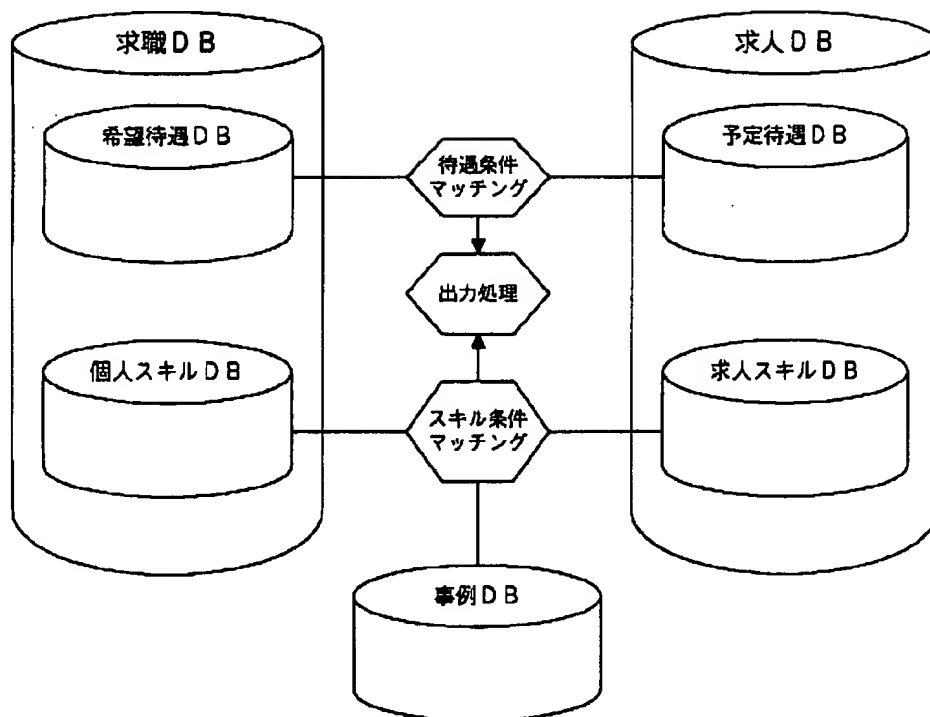 求職ＤＢ
求人ＤＢ
希望待遇ＤＢ
待遇条件
マッチング
予定待遇ＤＢ
出力処理
個人スキルＤＢ
スキル条件
マッチング
求人スキルＤＢ
事例ＤＢ